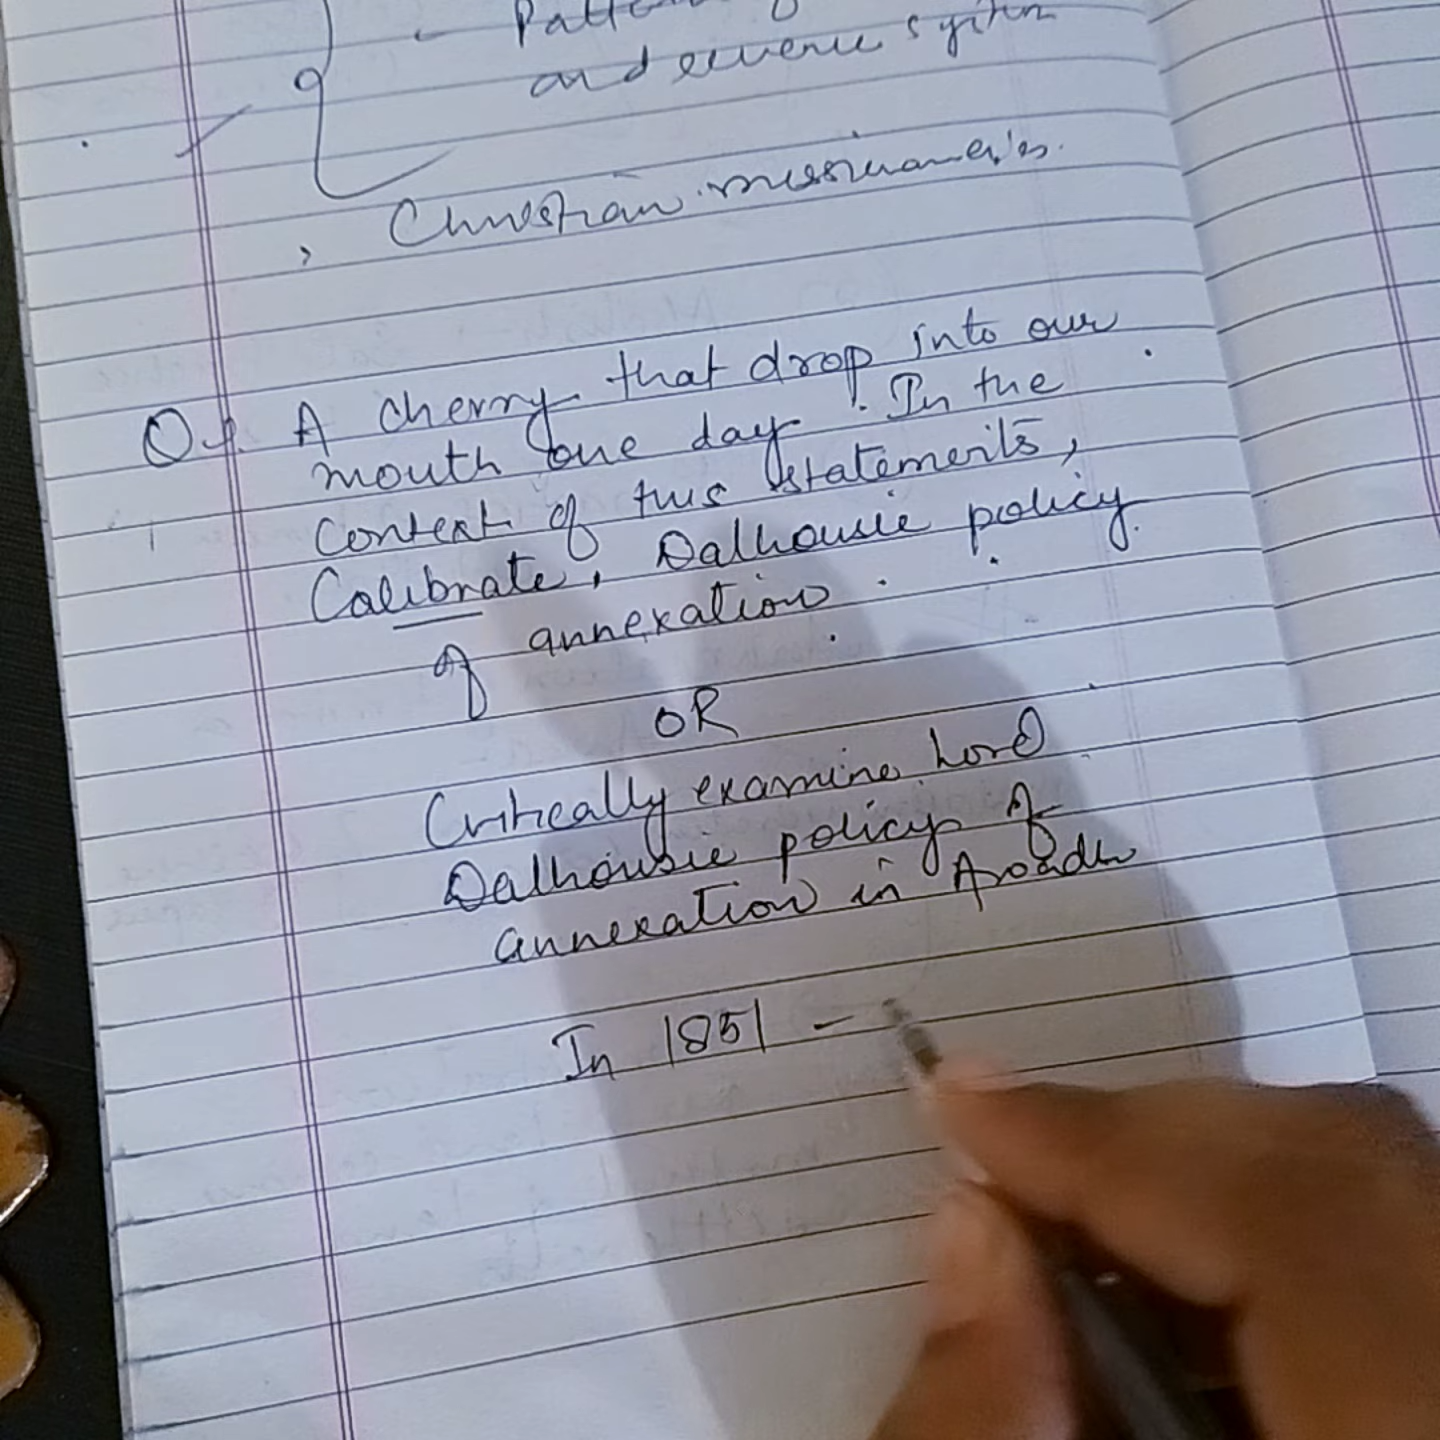 - Patter
and revenue system
Christian missionaries.
Q. A cherry that drop into our
mouth one day. In the
context of this statements,
Calibrate, Dalhousie policy
of annexation.
OR
Critically examine Lord
Dalhousie policy of
annexation in Awadh
In 1851 -